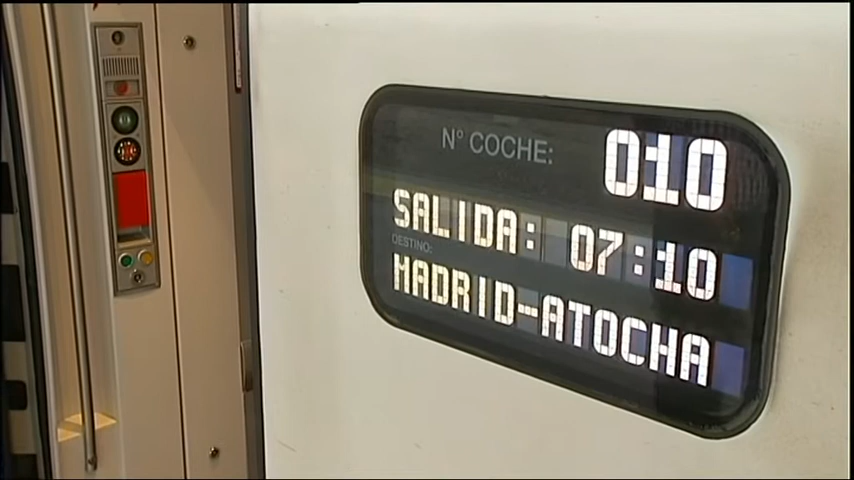 Nº COCHE: 010
SALIDA: 07:10
DESTINO:
MADRID-ATOCHA